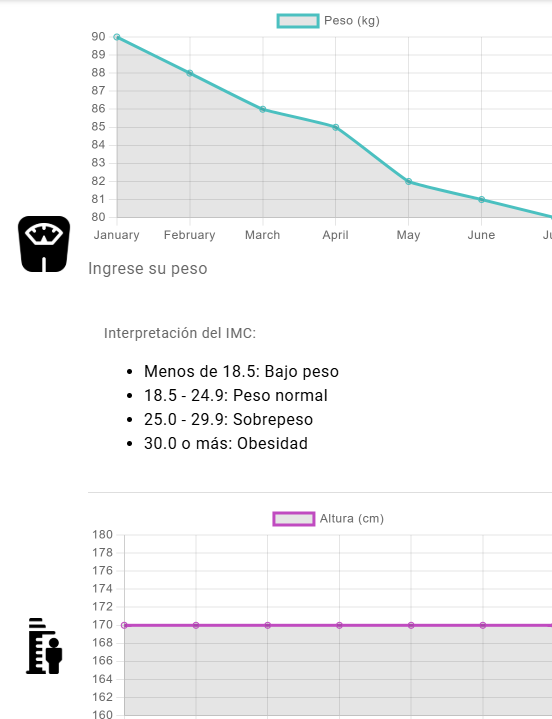 Peso (kg)
90
89
88
87
86
85
84
83
82
81
80
January February March April May June Ju
Ingrese su peso
Interpretación del IMC:
Menos de 18.5: Bajo peso
18.5 - 24.9: Peso normal
25.0 - 29.9: Sobrepeso
30.0 o más: Obesidad
Altura (cm)
180
178
176
174
172
170
168
166
164
162
160